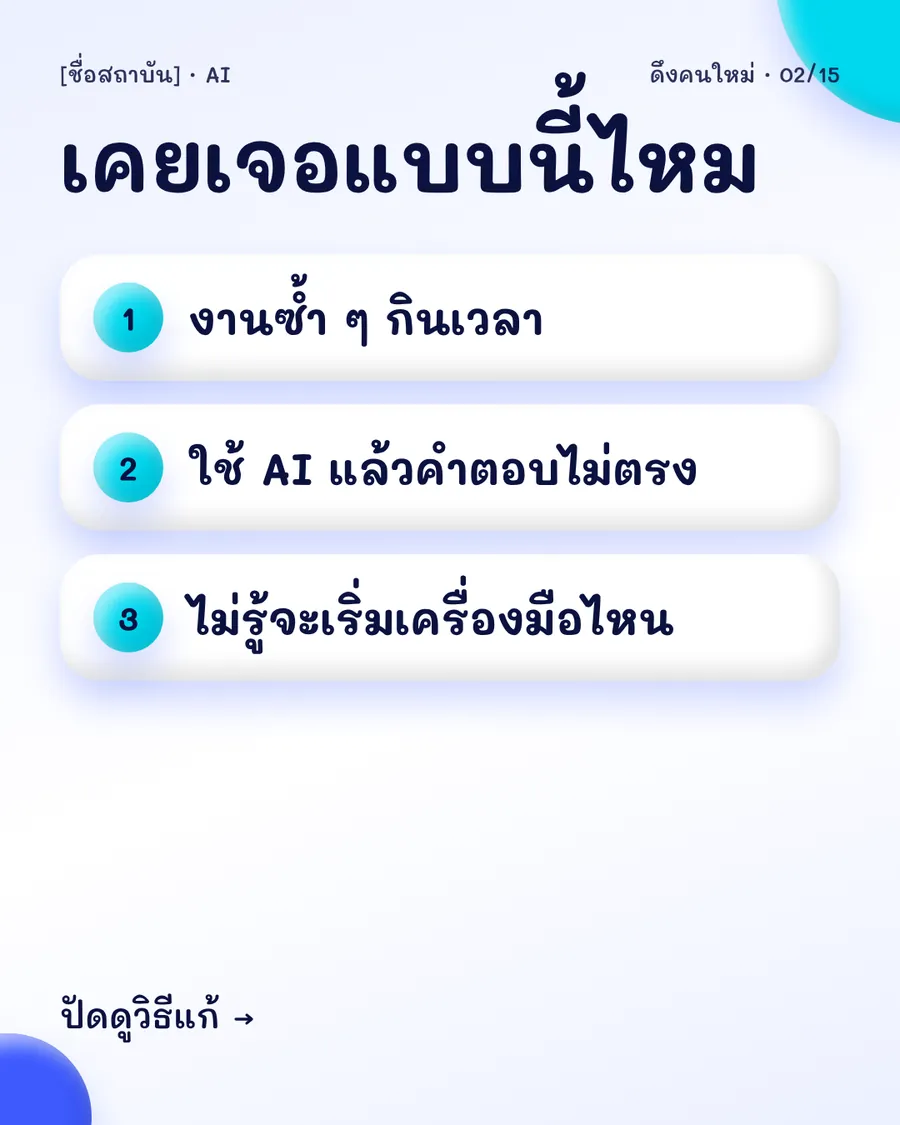 [ชื่อสถาบัน] · AI
ดึงคนใหม่ · 02/15
เคยเจอแบบนี้ไหม
1 งานซ้ำ ๆ กินเวลา
2 ใช้ AI แล้วคำตอบไม่ตรง
3 ไม่รู้จะเริ่มเครื่องมือไหน
ปัดดูวิธีแก้ →